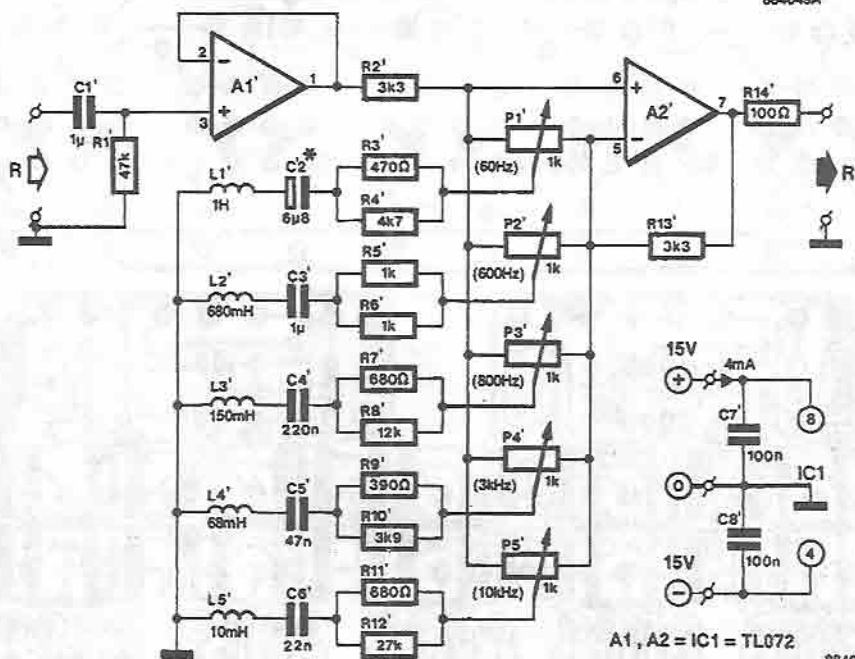 884049A
C1'
1µ
R
R1'
47k
2
−
A1'
1
+
3
R2'
3k3
6
+
A2'
7
−
5
R14'
100Ω
R
P1'
(60Hz)
1k
R3'
470Ω
L1'
1H
C2'*
6µ8
R4'
4k7
P2'
(600Hz)
1k
R13'
3k3
R5'
1k
L2'
680mH
C3'
1µ
R6'
1k
P3'
(800Hz)
1k
R7'
680Ω
L3'
150mH
C4'
220n
R8'
12k
15V
+
4mA
8
C7'
100n
P4'
(3kHz)
1k
R9'
390Ω
L4'
68mH
C5'
47n
R10'
3k9
0
IC1
C8'
100n
P5'
(10kHz)
1k
R11'
680Ω
L5'
10mH
C6'
22n
R12'
27k
15V
−
4
A1, A2 = IC1 = TL072